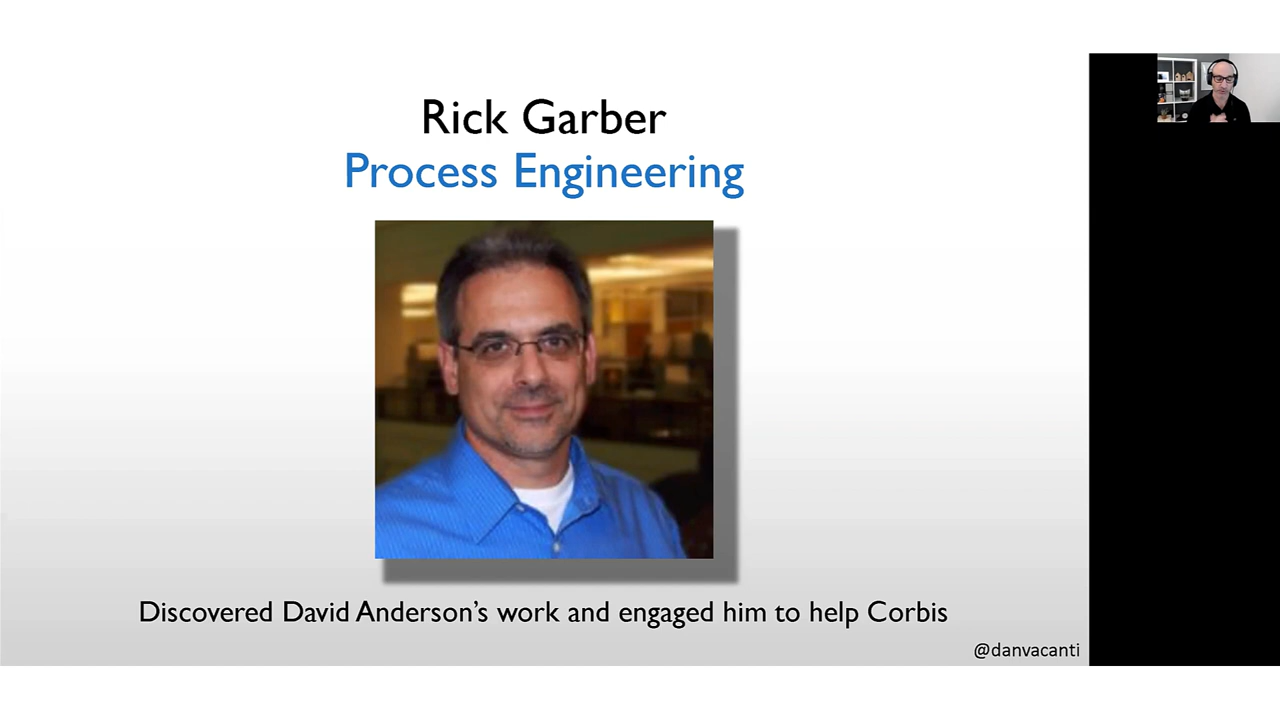 Rick Garber
Process Engineering
Discovered David Anderson’s work and engaged him to help Corbis
@danvacanti